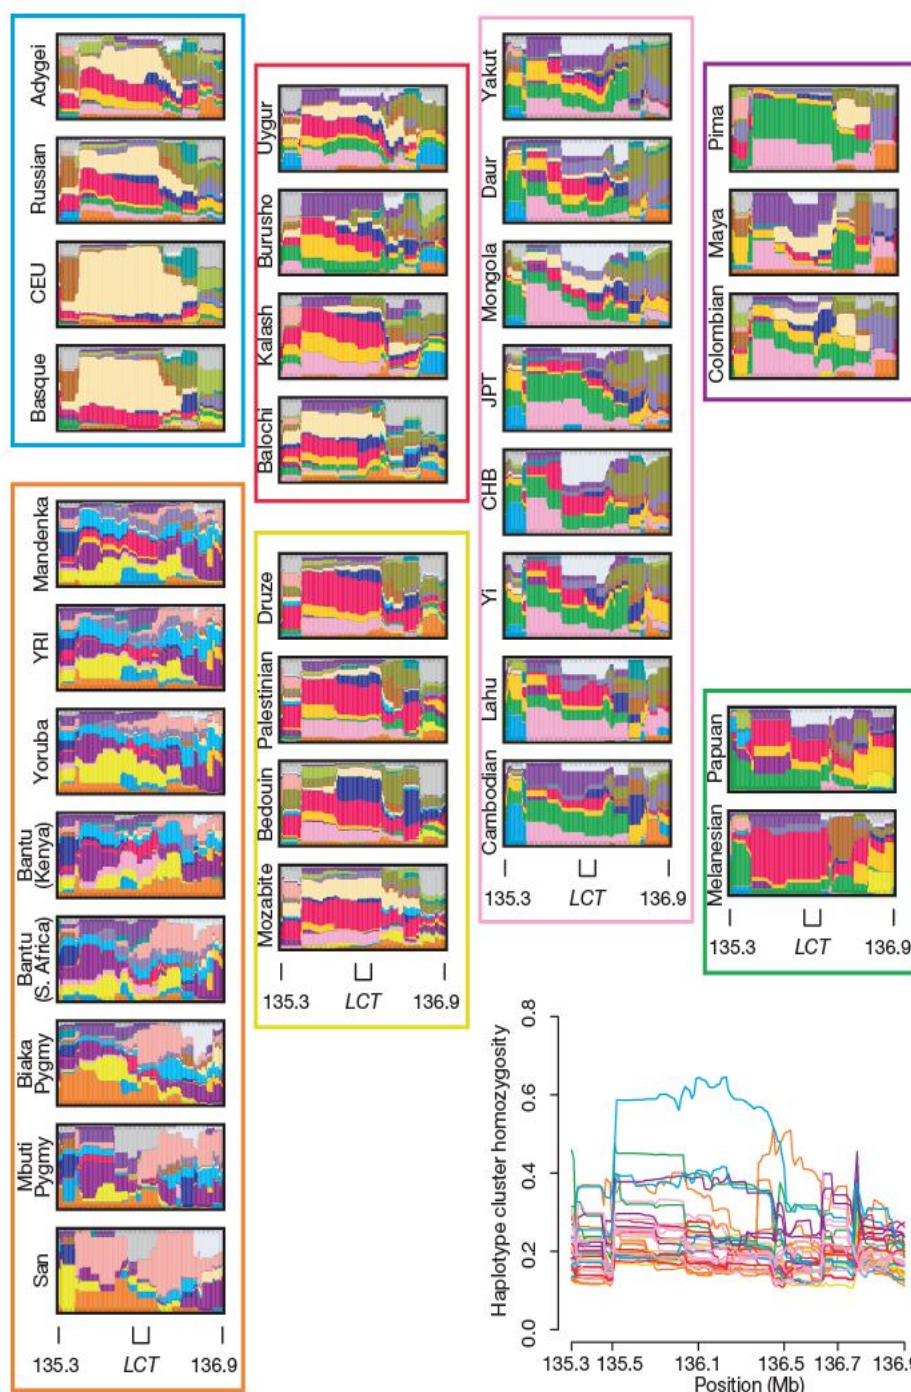 Adygei
Russian
CEU
Basque
Mandenka
YRI
Yoruba
Bantu
(Kenya)
Bantu
(S. Africa)
Biaka
Pygmy
Mbuti
Pygmy
San
135.3 LCT 136.9
Uygur
Burusho
Kalash
Balochi
Druze
Palestinian
Bedouin
Mozabite
135.3 LCT 136.9
Yakut
Daur
Mongola
JPT
CHB
Yi
Lahu
Cambodian
135.3 LCT 136.9
Pima
Maya
Colombian
Papuan
Melanesian
135.3 LCT 136.9
Haplotype cluster homozygosity
0.8
0.6
0.4
0.2
0.0
135.3 135.5 136.1 136.5 136.7 136.9
Position (Mb)